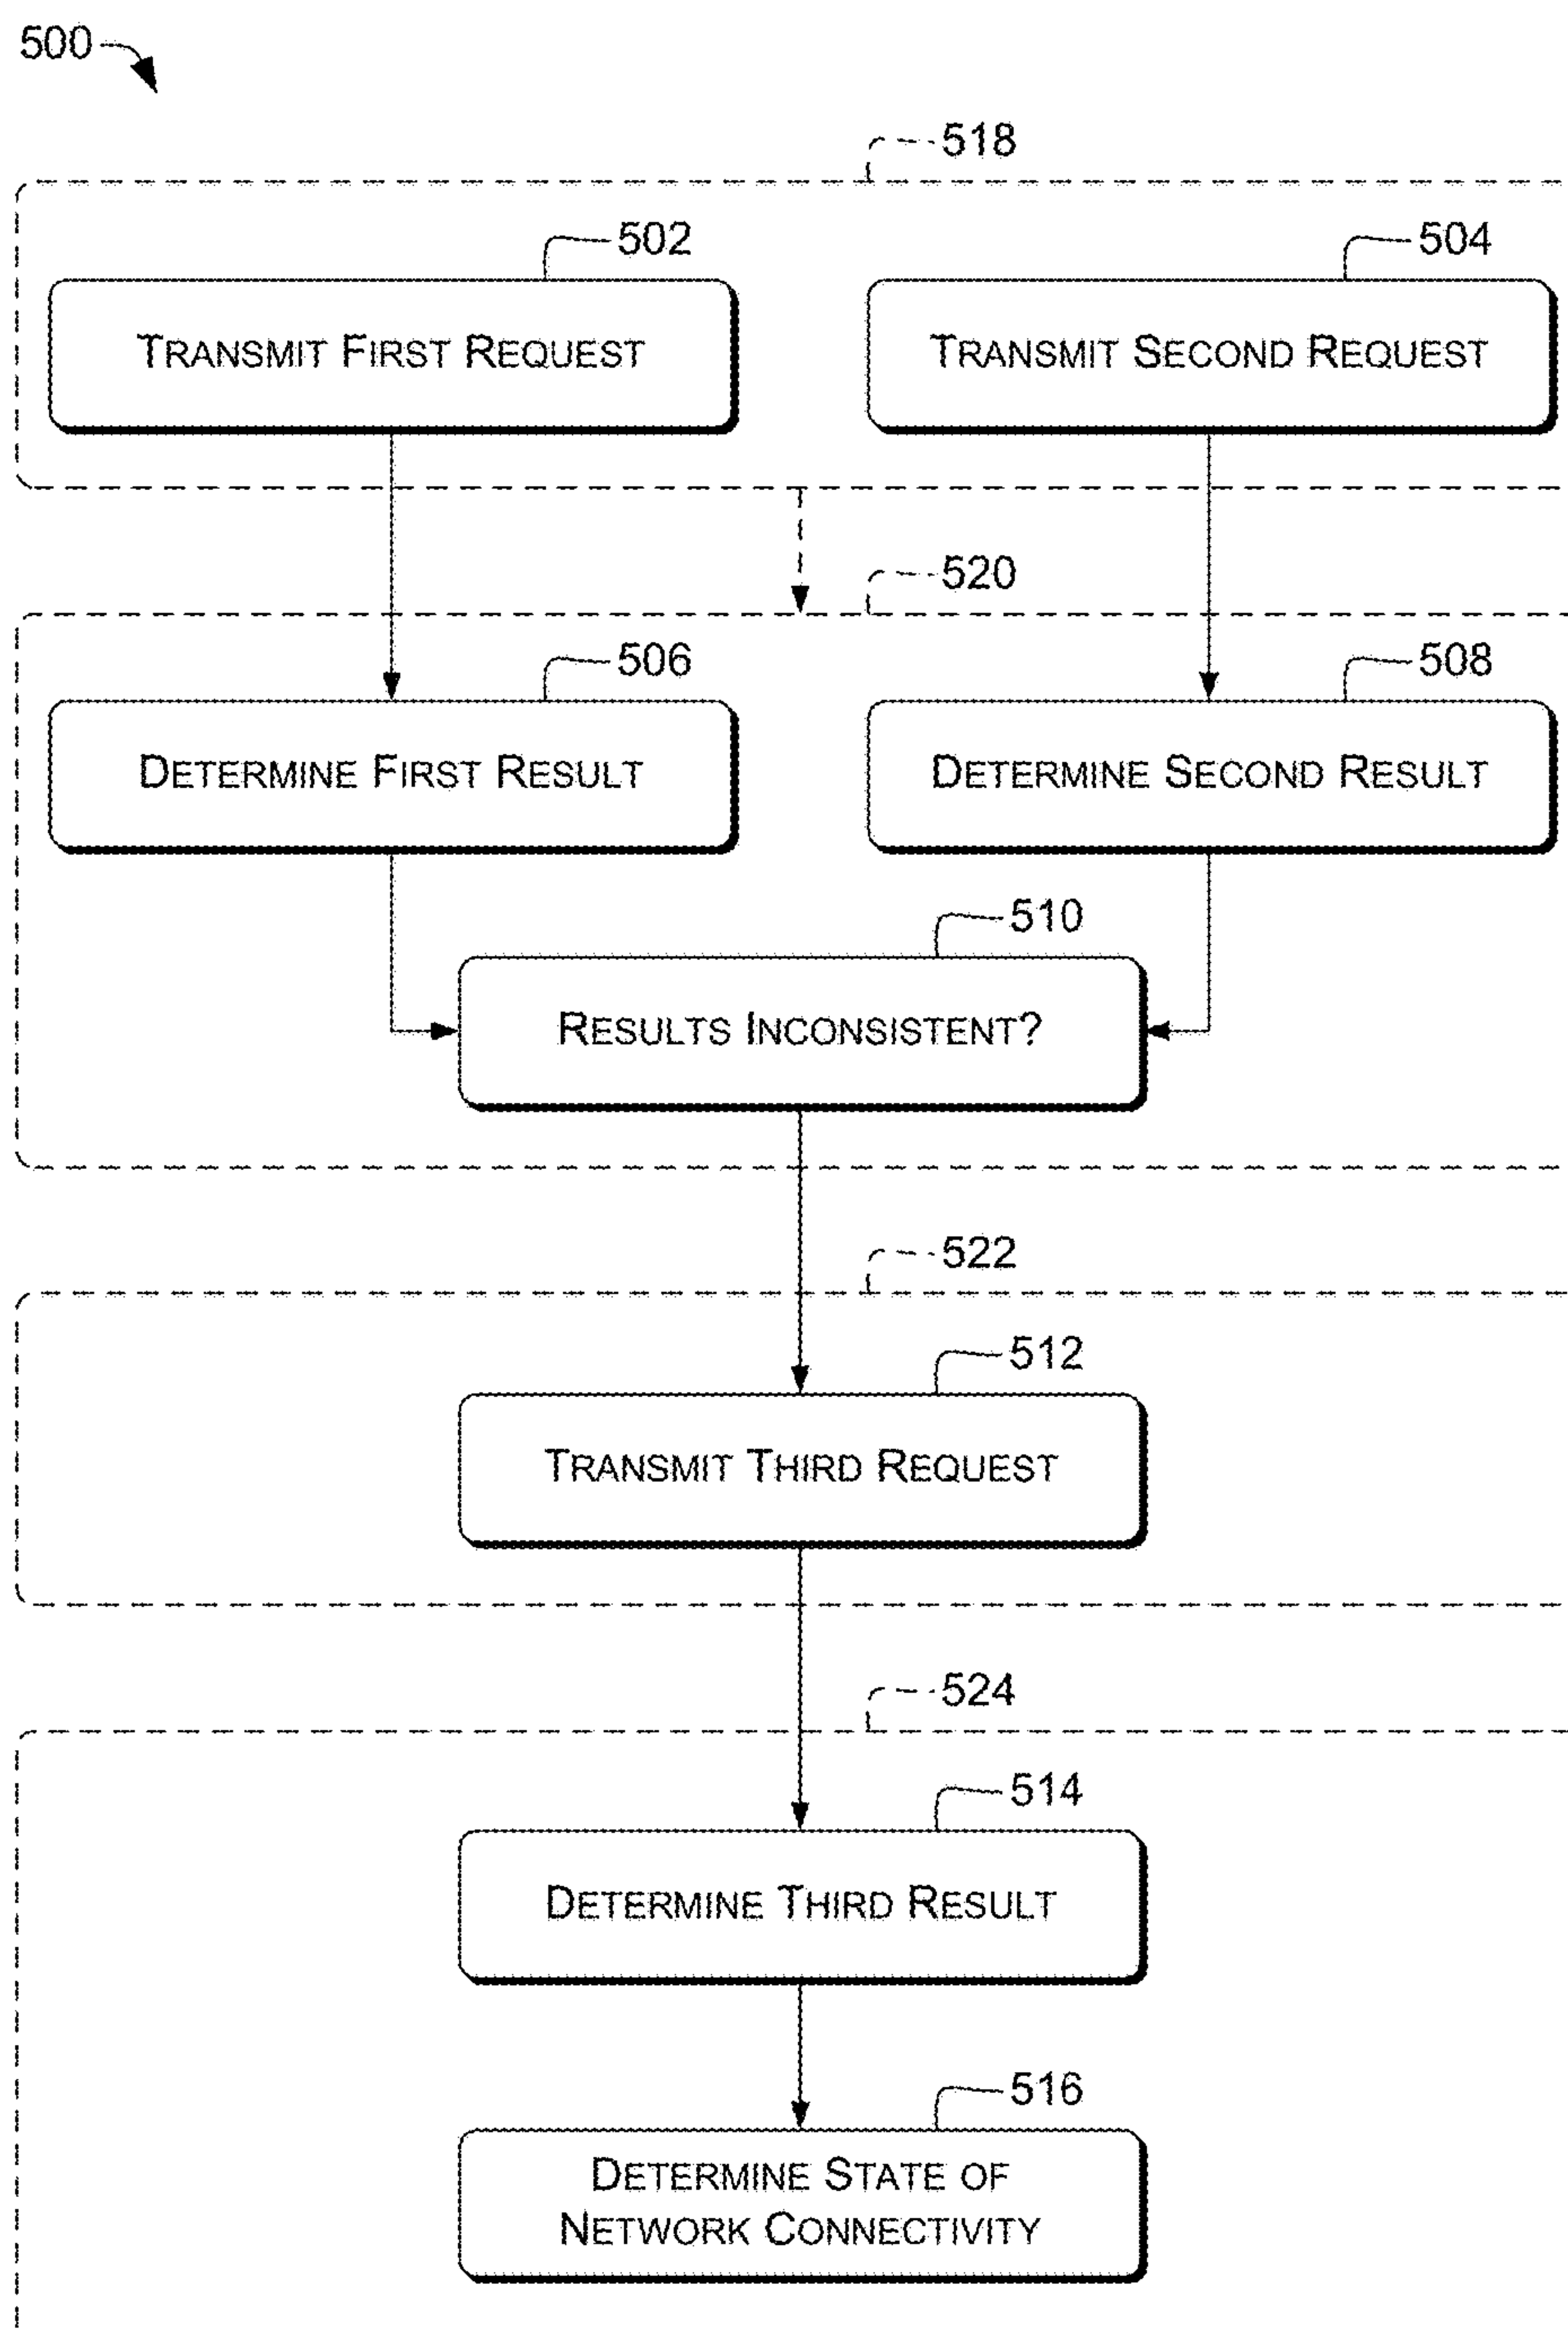 500
518
502
504
TRANSMIT FIRST REQUEST
TRANSMIT SECOND REQUEST
520
506
508
DETERMINE FIRST RESULT
DETERMINE SECOND RESULT
510
RESULTS INCONSISTENT?
522
512
TRANSMIT THIRD REQUEST
524
514
DETERMINE THIRD RESULT
516
DETERMINE STATE OF
NETWORK CONNECTIVITY